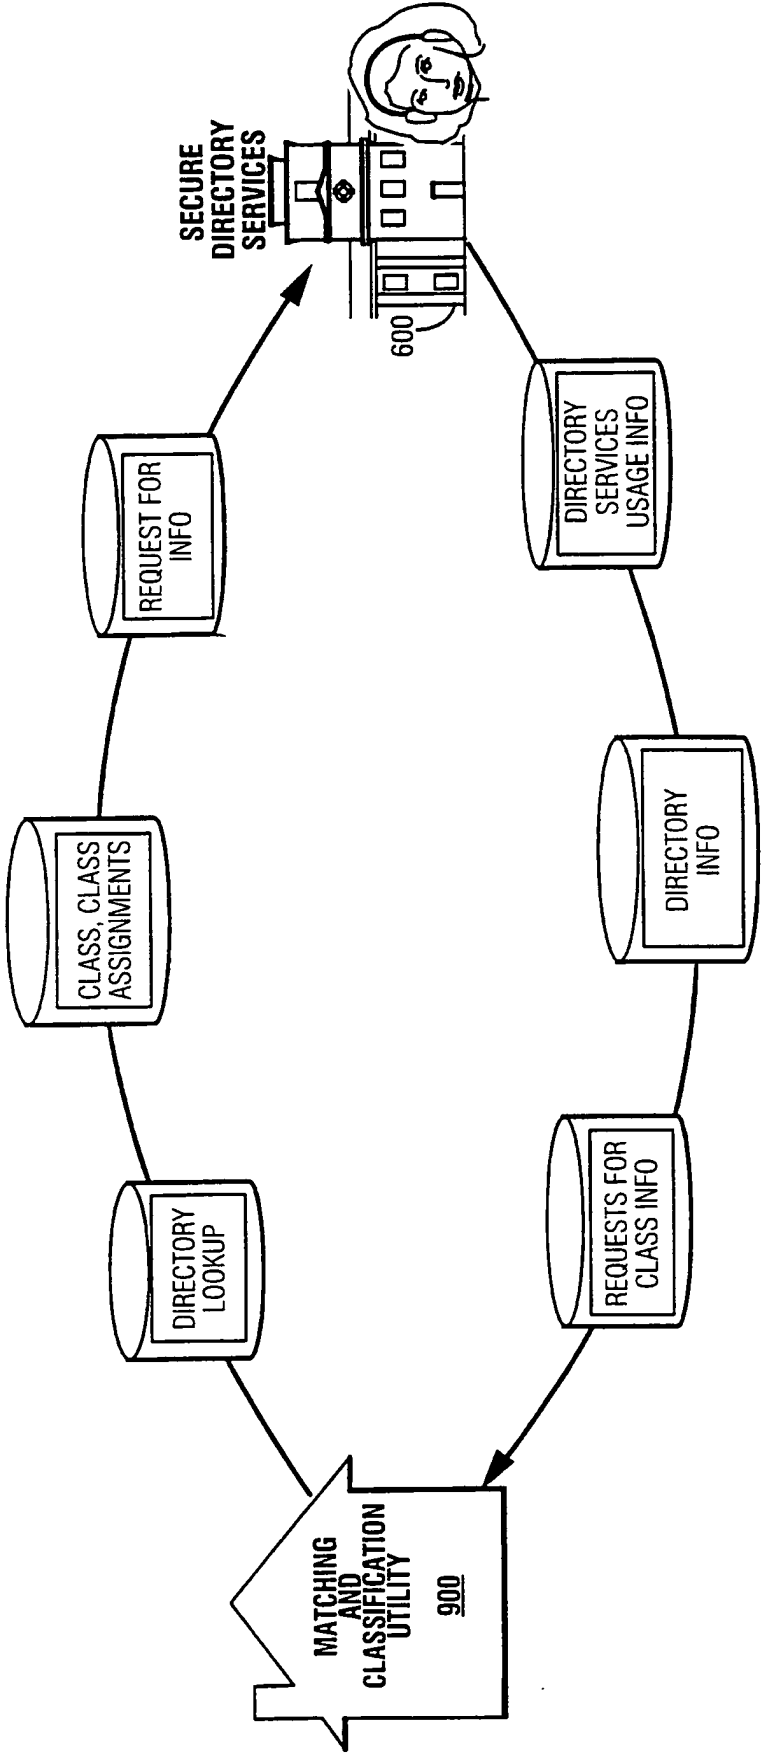 SECURE
DIRECTORY
SERVICES
600
REQUEST FOR
INFO
CLASS, CLASS
ASSIGNMENTS
DIRECTORY
LOOKUP
MATCHING
AND
CLASSIFICATION
UTILITY
900
REQUESTS FOR
CLASS INFO
DIRECTORY
INFO
DIRECTORY
SERVICES
USAGE INFO